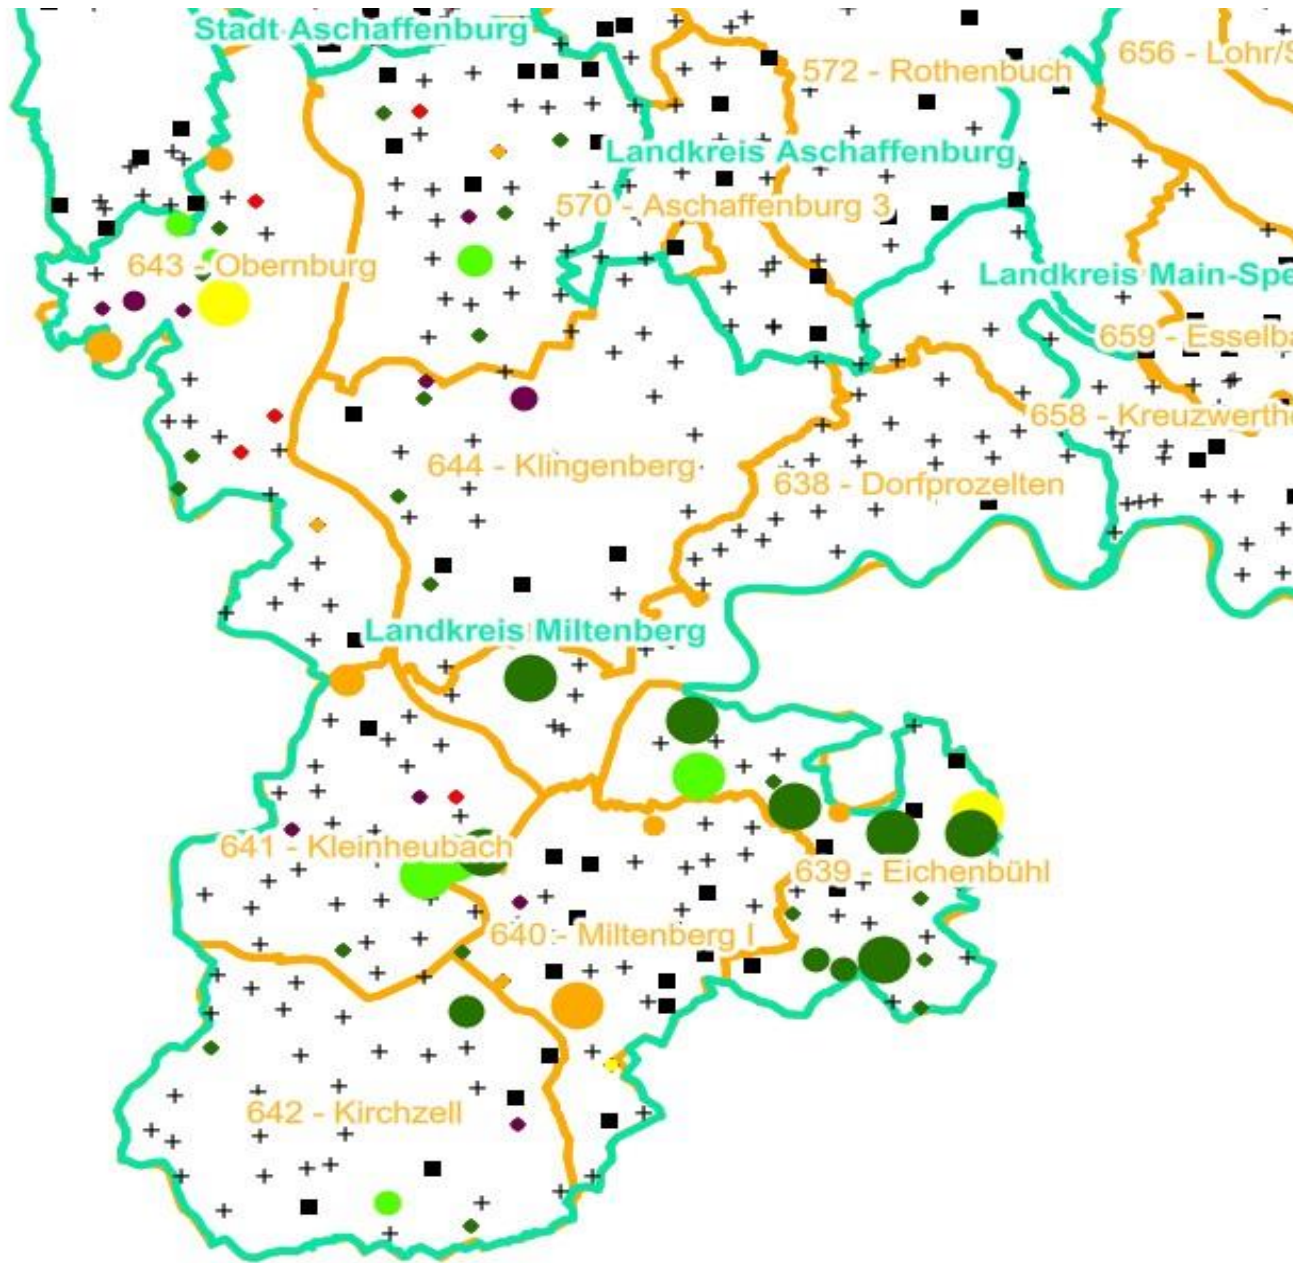 Stadt Aschaffenburg
656 - Lohr/S
572 - Rothenbuch
Landkreis Aschaffenburg
570 - Aschaffenburg 3
643 - Obernburg
Landkreis Main-Spe
659 - Esselba
658 - Kreuzwerthe
644 - Klingenberg
638 - Dorfprozelten
Landkreis Miltenberg
641 - Kleinheubach
639 - Eichenbühl
640 - Miltenberg I
642 - Kirchzell